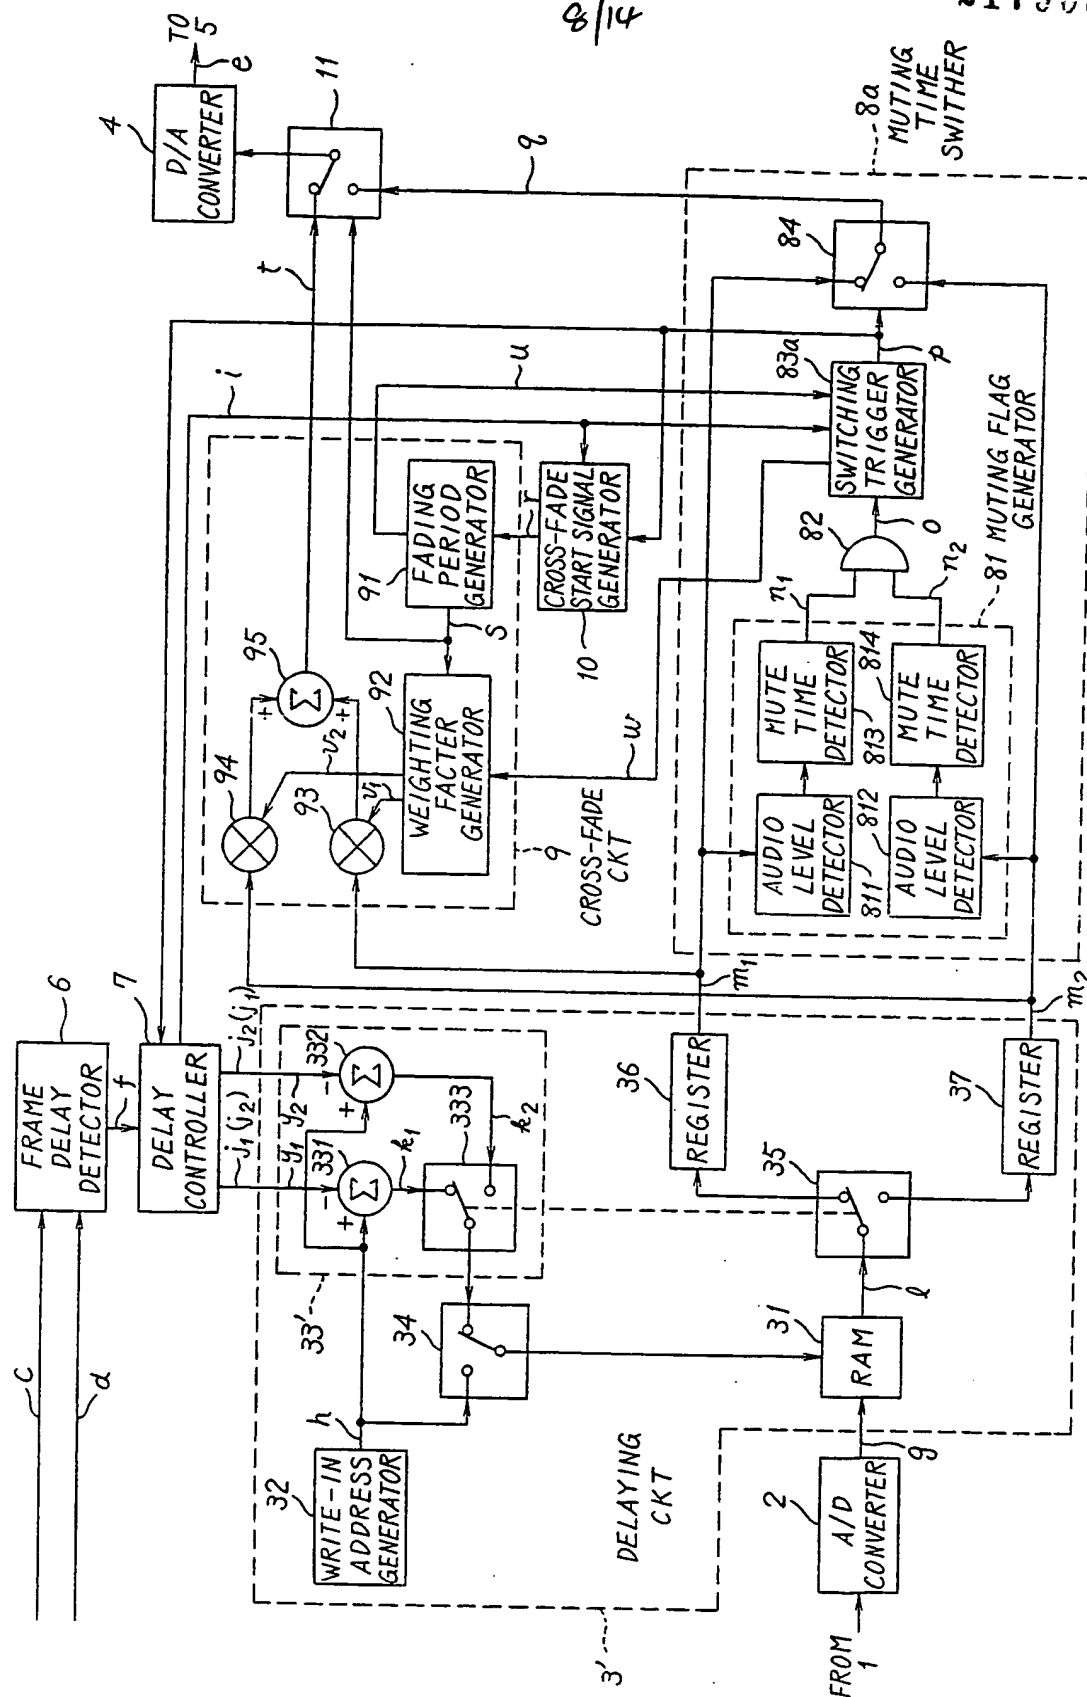 8/14
C
d
FRAME
DELAY
DETECTOR
6
f
DELAY
CONTROLLER
7
j1(j2)
j2(j1)
i
y1
y2
331
332
Σ
Σ
+
-
+
-
k1
k2
333
33'
WRITE-IN
ADDRESS
GENERATOR
32
h
34
DELAYING
CKT
3'
FROM
1
A/D
CONVERTER
2
g
RAM
31
l
35
REGISTER
36
REGISTER
37
m1
m2
94
93
95
Σ
+
+
v1
v2
WEIGHTING
FACTER
GENERATOR
92
S
FADING
PERIOD
GENERATOR
91
r
CROSS-FADE
START SIGNAL
GENERATOR
10
9
CROSS-FADE
CKT
u
w
t
11
D/A
CONVERTER
4
e
TO
5
q
8a
MUTING
TIME
SWITHER
AUDIO
LEVEL
DETECTOR
811
AUDIO
LEVEL
DETECTOR
812
MUTE
TIME
DETECTOR
813
MUTE
TIME
DETECTOR
814
n1
n2
81 MUTING FLAG
GENERATOR
82
o
SWITCHING
TRIGGER
GENERATOR
83a
p
84